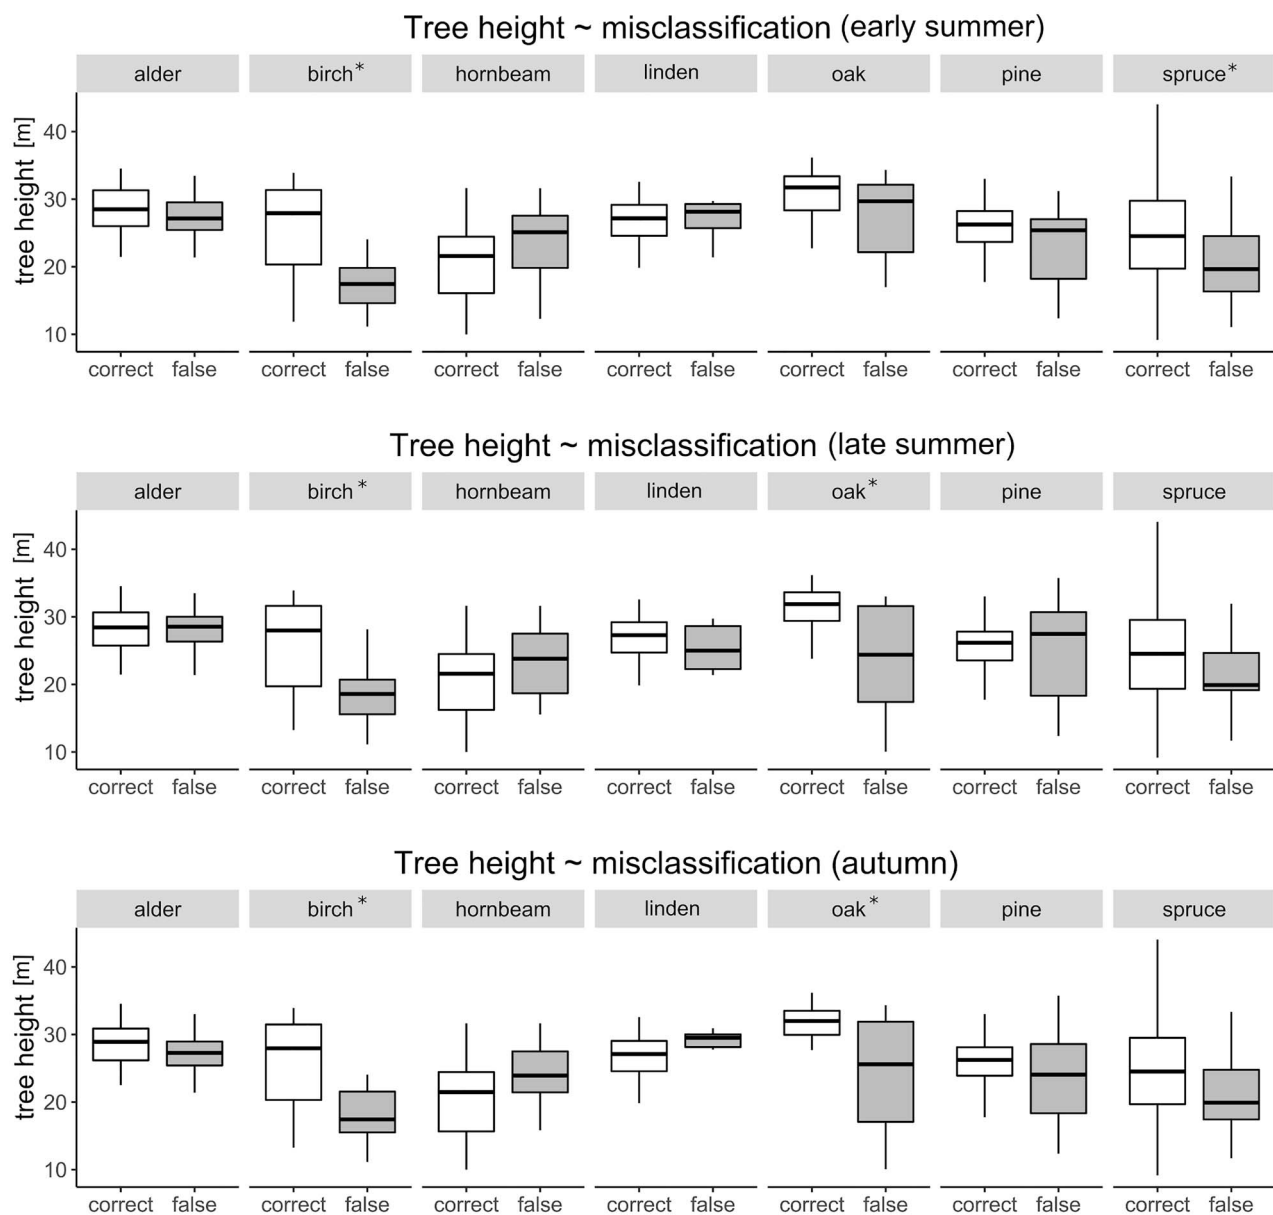 Tree height ~ misclassification (early summer)
alder birch* hornbeam linden oak pine spruce*
tree height [m]
40
30
20
10
correct false correct false correct false correct false correct false correct false correct false
Tree height ~ misclassification (late summer)
alder birch* hornbeam linden oak* pine spruce
tree height [m]
40
30
20
10
correct false correct false correct false correct false correct false correct false correct false
Tree height ~ misclassification (autumn)
alder birch* hornbeam linden oak* pine spruce
tree height [m]
40
30
20
10
correct false correct false correct false correct false correct false correct false correct false